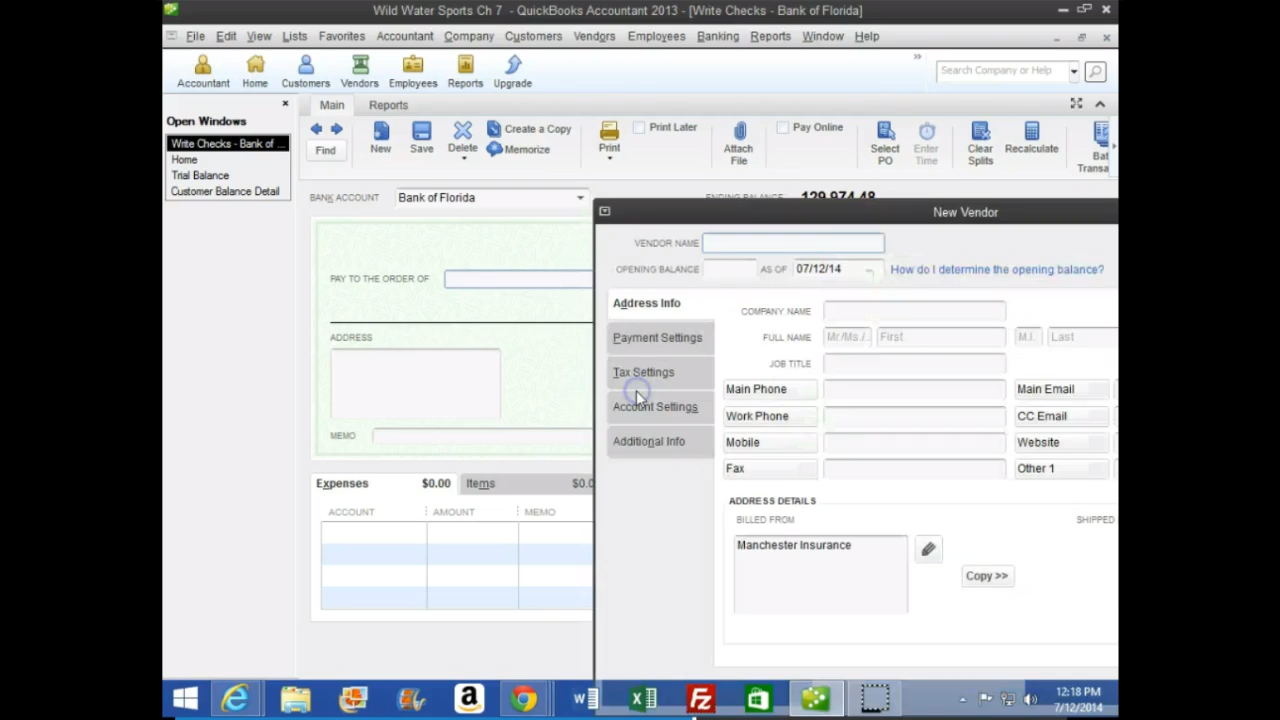 Wild Water Sports Ch 7 - QuickBooks Accountant 2013 - [Write Checks - Bank of Florida]
File Edit View Lists Favorites Accountant Company Customers Vendors Employees Banking Reports Window Help
Accountant Home Customers Vendors Employees Reports Upgrade
Search Company or Help
Open Windows
Write Checks - Bank of ...
Home
Trial Balance
Customer Balance Detail
Main Reports
Find New Save Delete Create a Copy Memorize Print Print Later Attach File Pay Online Select PO Enter Time Clear Splits Recalculate
BANK ACCOUNT Bank of Florida ENDING BALANCE 129,974.48
PAY TO THE ORDER OF
ADDRESS
MEMO
Expenses $0.00 Items $0.0
ACCOUNT AMOUNT MEMO
New Vendor
VENDOR NAME
OPENING BALANCE AS OF 07/12/14 How do I determine the opening balance?
Address Info
Payment Settings
Tax Settings
Account Settings
Additional Info
COMPANY NAME
FULL NAME Mr./Ms./. First M.I. Last
JOB TITLE
Main Phone Main Email
Work Phone CC Email
Mobile Website
Fax Other 1
ADDRESS DETAILS
BILLED FROM SHIPPED
Manchester Insurance
Copy >>
12:18 PM
7/12/2014